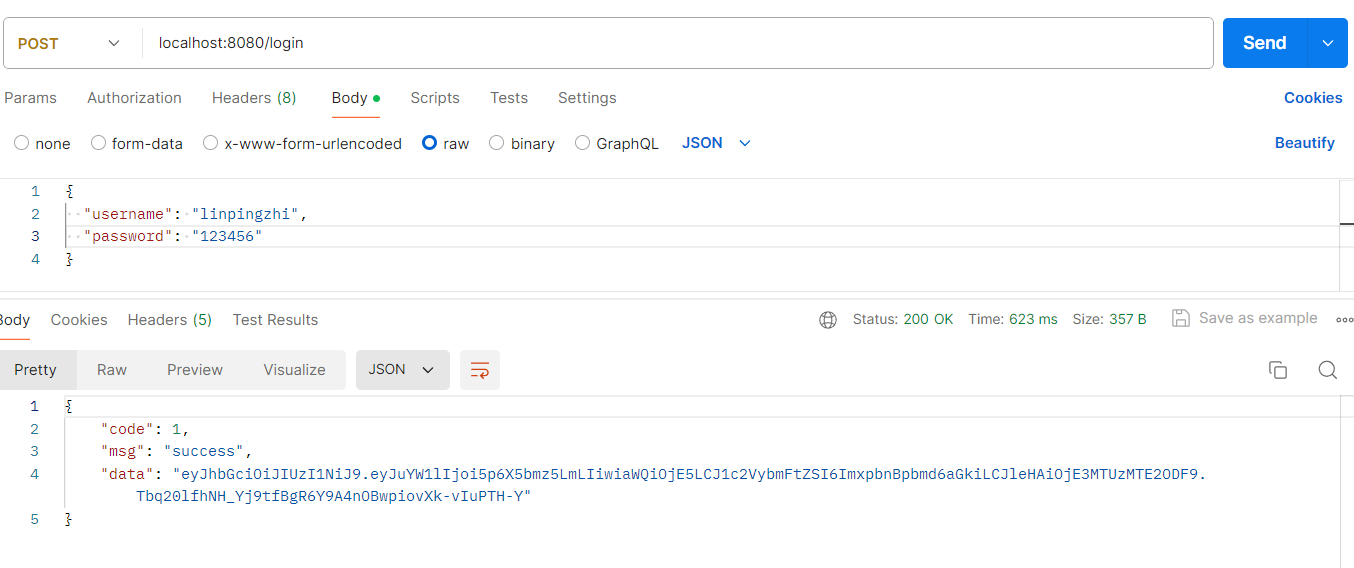 POST localhost:8080/login Send
Params Authorization Headers (8) Body Scripts Tests Settings Cookies
none form-data x-www-form-urlencoded raw binary GraphQL JSON Beautify
1 {
2 "username": "linpingzhi",
3 "password": "123456"
4 }
Body Cookies Headers (5) Test Results Status: 200 OK Time: 623 ms Size: 357 B Save as example
Pretty Raw Preview Visualize JSON
1 {
2 "code": 1,
3 "msg": "success",
4 "data": "eyJhbGciOiJIUzI1NiJ9.eyJuYW1lIjoi5p6X5bmz5LmLIiwiaWQiOjE5LCJ1c2VybmFtZSI6ImxpbnBpbmd6aGkiLCJleHAiOjE3MTUzMTE2ODF9.
Tbq20lfhNH_Yj9tfBgR6Y9A4nOBwpiovXk-vIuPTH-Y"
5 }